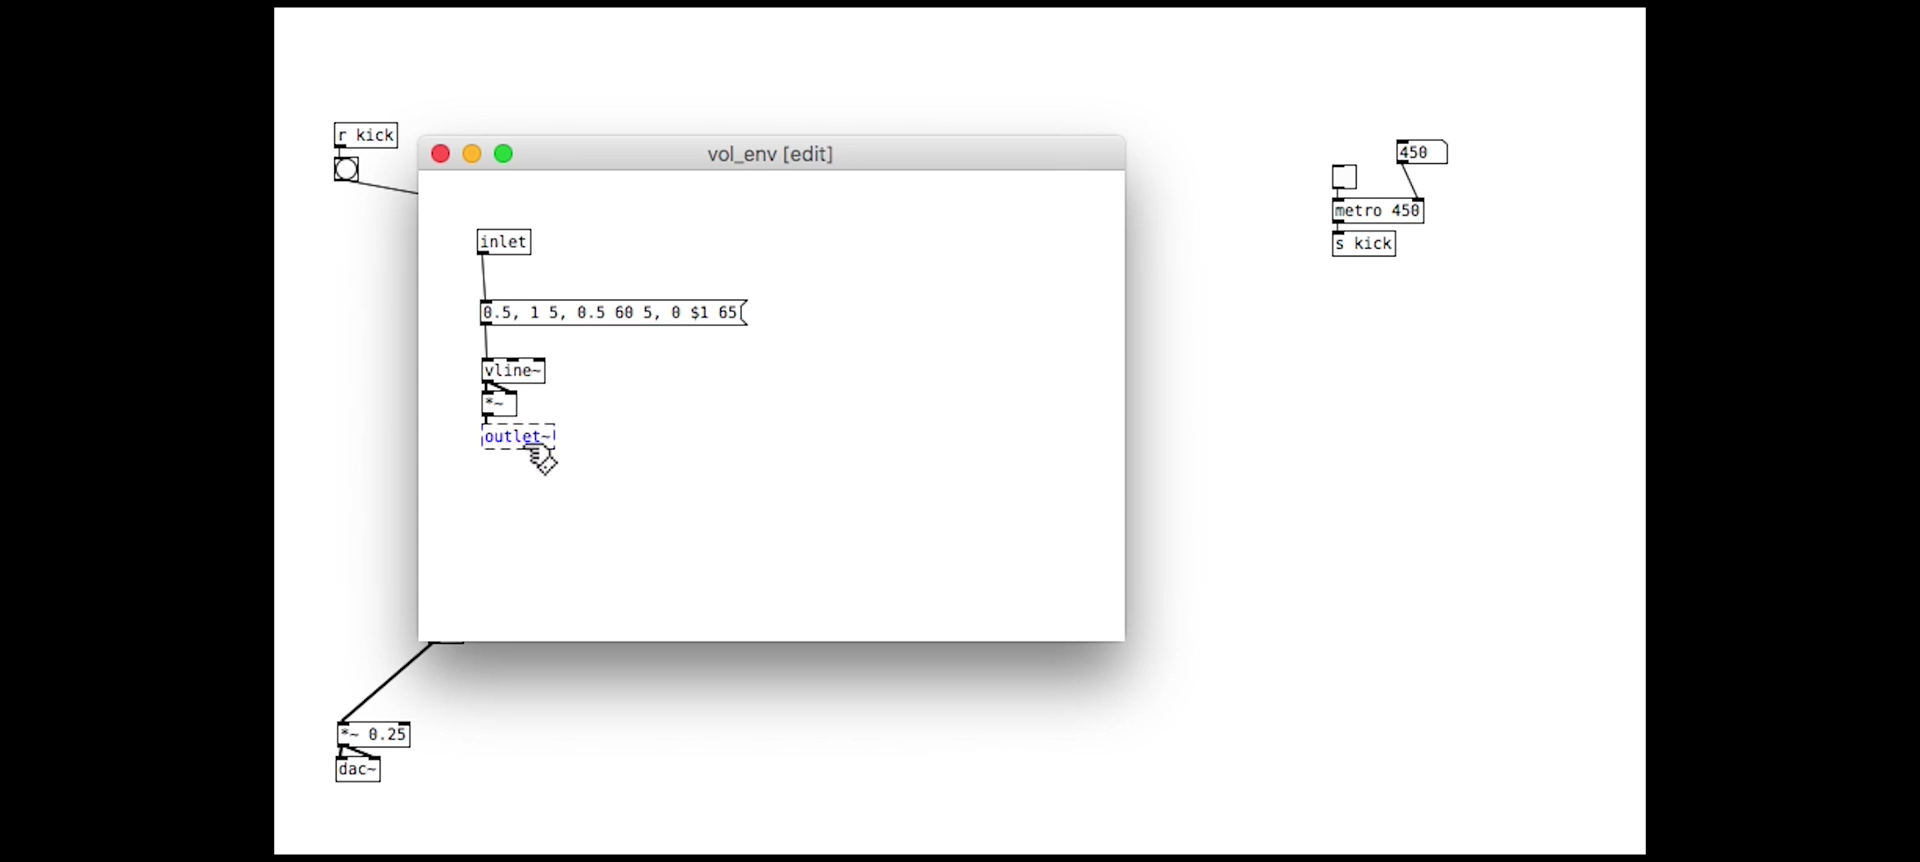 r kick
vol_env [edit]
450
metro 450
s kick
inlet
0.5, 1 5, 0.5 60 5, 0 $1 65
vline~
*~
outlet~
*~ 0.25
dac~